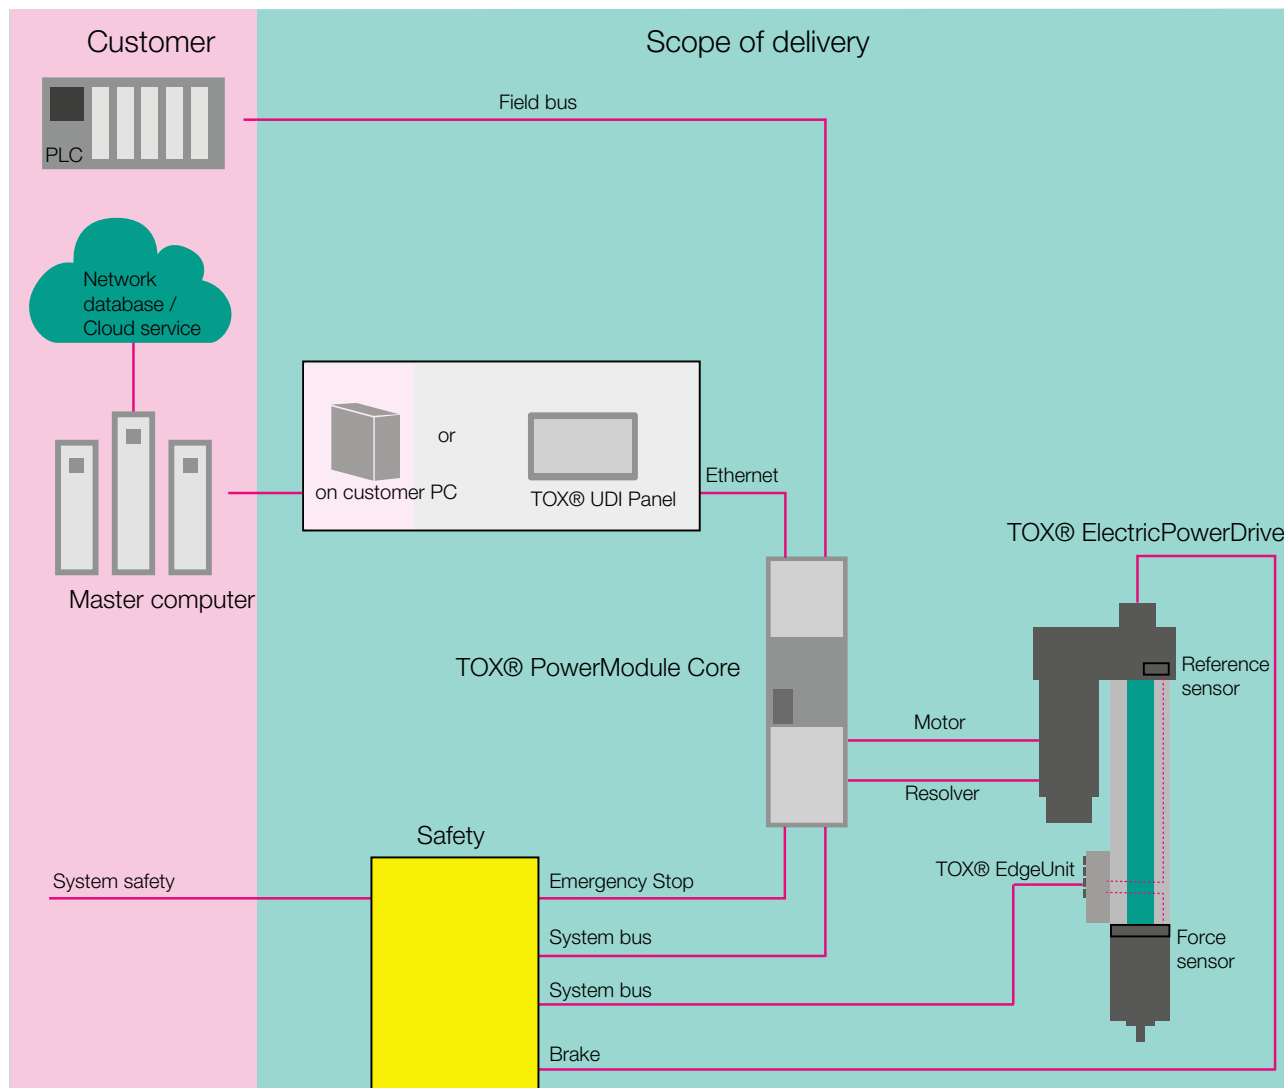 Customer
Scope of delivery
Field bus
PLC
Network
database /
Cloud service
or
on customer PC
TOX® UDI Panel
Ethernet
Master computer
TOX® ElectricPowerDrive
TOX® PowerModule Core
Reference
sensor
Motor
Resolver
Safety
TOX® EdgeUnit
System safety
Emergency Stop
System bus
Force
sensor
System bus
Brake